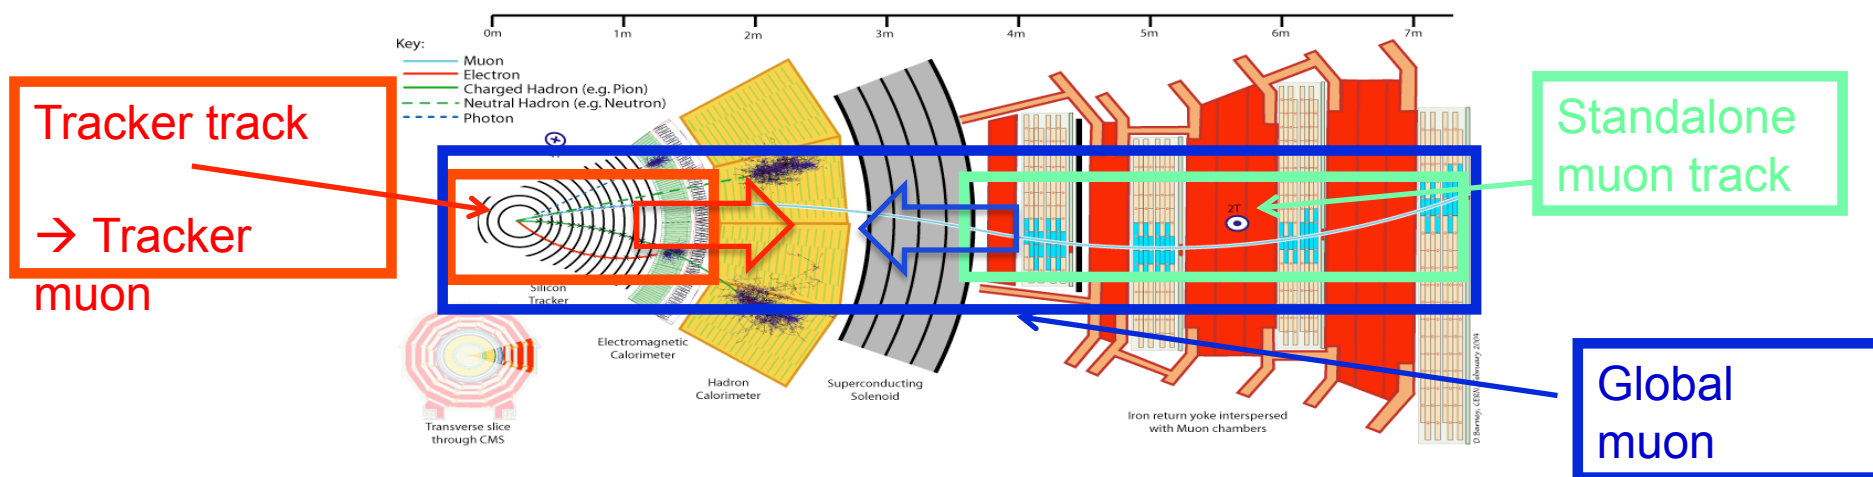 0m 1m 2m 3m 4m 5m 6m 7m
Key:
Muon
Electron
Charged Hadron (e.g. Pion)
Neutral Hadron (e.g. Neutron)
Photon
Tracker track
→ Tracker
muon
Standalone
muon track
2T
Silicon
Tracker
Electromagnetic
Calorimeter
Hadron
Calorimeter
Superconducting
Solenoid
Iron return yoke interspersed
with Muon chambers
Transverse slice
through CMS
D.Barney, CERN, February 2004
Global
muon